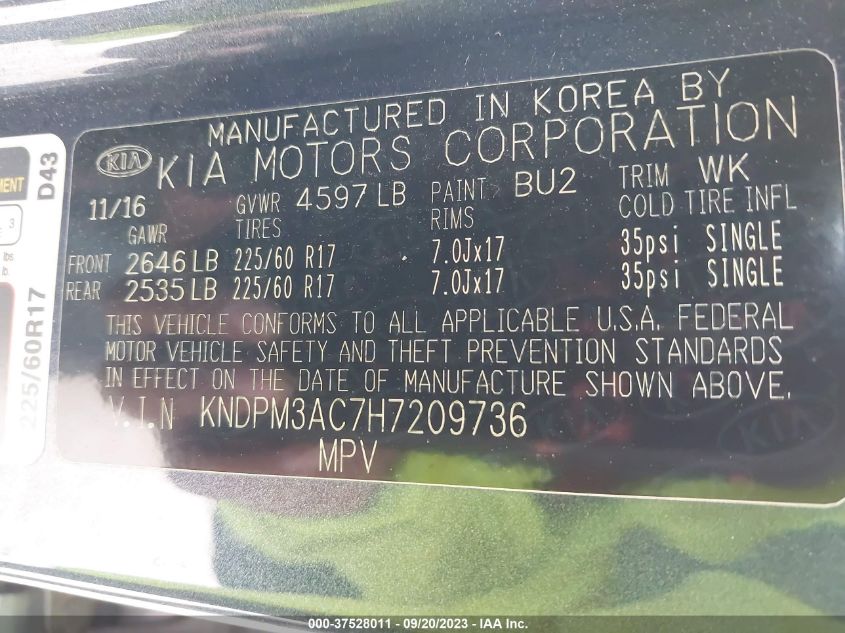 MANUFACTURED IN KOREA BY
KIA KIA MOTORS CORPORATION
11/16 GVWR 4597 LB PAINT BU2 TRIM WK
GAWR TIRES RIMS COLD TIRE INFL
FRONT 2646 LB 225/60 R17 7.0Jx17 35psi SINGLE
REAR 2535 LB 225/60 R17 7.0Jx17 35psi SINGLE
THIS VEHICLE CONFORMS TO ALL APPLICABLE U.S.A. FEDERAL
MOTOR VEHICLE SAFETY AND THEFT PREVENTION STANDARDS
IN EFFECT ON THE DATE OF MANUFACTURE SHOWN ABOVE.
V.I.N KNDPM3AC7H7209736
MPV
D43
3
lbs
lb.
225/60R17
KIA
000-37528011 - 09/20/2023 - IAA Inc.